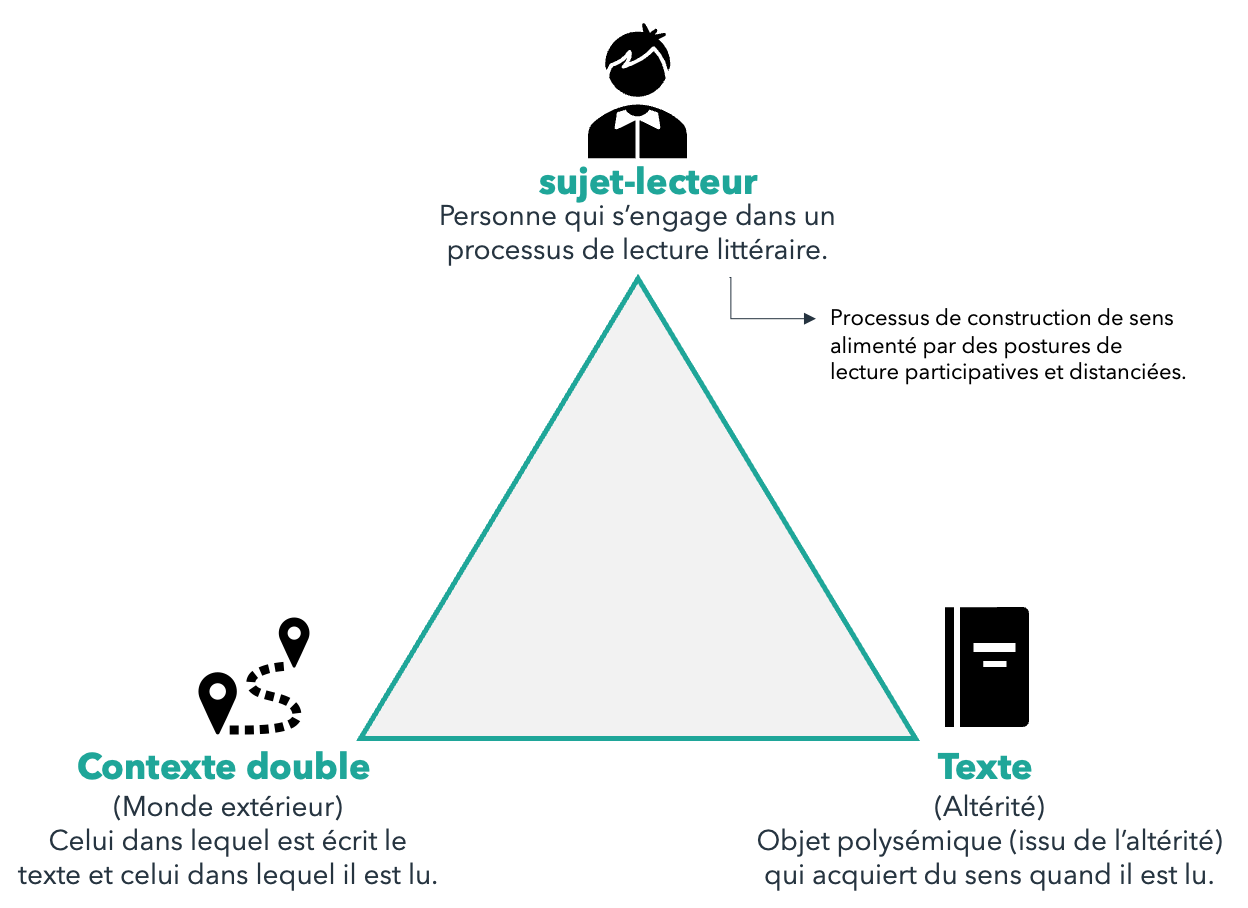 sujet-lecteur
Personne qui s’engage dans un
processus de lecture littéraire.
Processus de construction de sens
alimenté par des postures de
lecture participatives et distanciées.
Contexte double
(Monde extérieur)
Celui dans lequel est écrit le
texte et celui dans lequel il est lu.
Texte
(Altérité)
Objet polysémique (issu de l’altérité)
qui acquiert du sens quand il est lu.